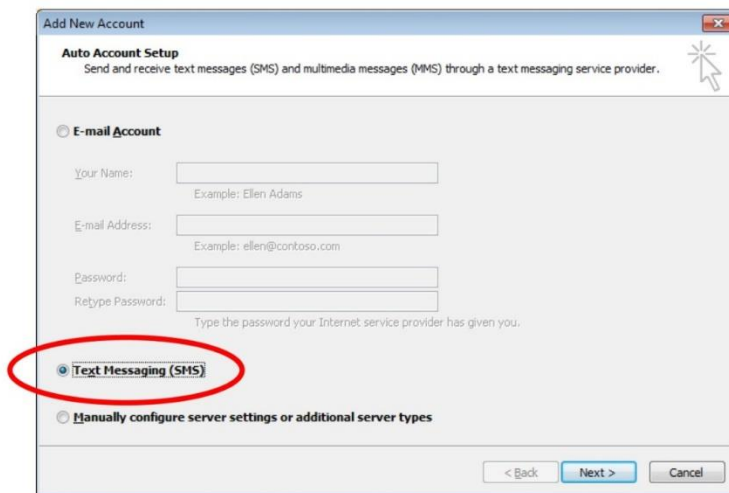 Add New Account
Auto Account Setup
Send and receive text messages (SMS) and multimedia messages (MMS) through a text messaging service provider.
E-mail Account
Your Name:
Example: Ellen Adams
E-mail Address:
Example: ellen@contoso.com
Password:
Retype Password:
Type the password your Internet service provider has given you.
Text Messaging (SMS)
Manually configure server settings or additional server types
< Back Next > Cancel